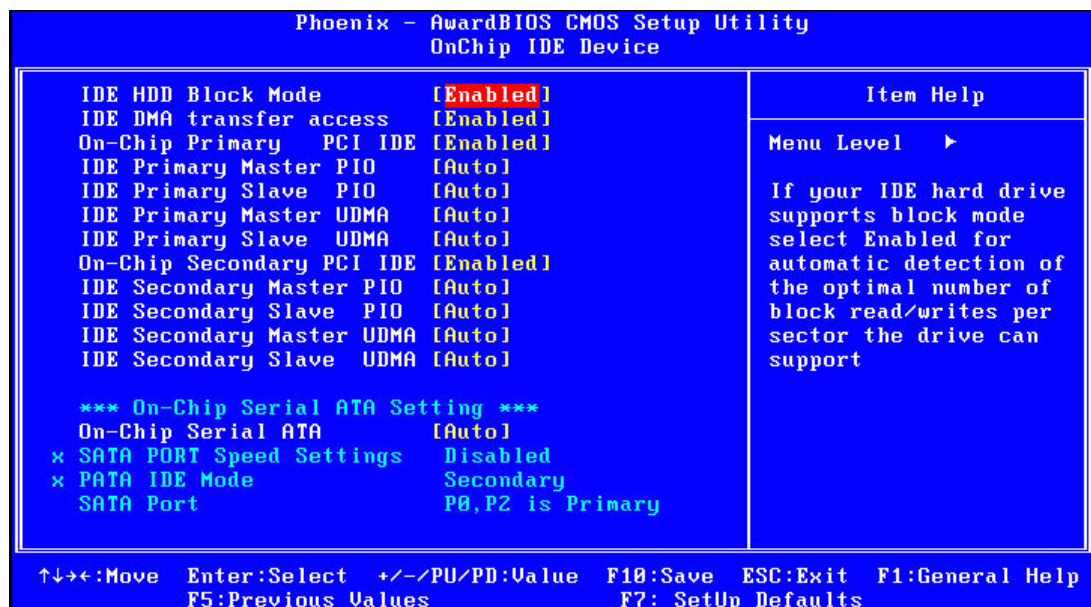 Phoenix - AwardBIOS CMOS Setup Utility
OnChip IDE Device
IDE HDD Block Mode [Enabled]
IDE DMA transfer access [Enabled]
On-Chip Primary PCI IDE [Enabled]
IDE Primary Master PIO [Auto]
IDE Primary Slave PIO [Auto]
IDE Primary Master UDMA [Auto]
IDE Primary Slave UDMA [Auto]
On-Chip Secondary PCI IDE [Enabled]
IDE Secondary Master PIO [Auto]
IDE Secondary Slave PIO [Auto]
IDE Secondary Master UDMA [Auto]
IDE Secondary Slave UDMA [Auto]
*** On-Chip Serial ATA Setting ***
On-Chip Serial ATA [Auto]
x SATA PORT Speed Settings Disabled
x PATA IDE Mode Secondary
SATA Port P0,P2 is Primary
Item Help
Menu Level ►
If your IDE hard drive
supports block mode
select Enabled for
automatic detection of
the optimal number of
block read/writes per
sector the drive can
support
↑↓→←:Move Enter:Select +/-/PU/PD:Value F10:Save ESC:Exit F1:General Help
F5:Previous Values F7: SetUp Defaults